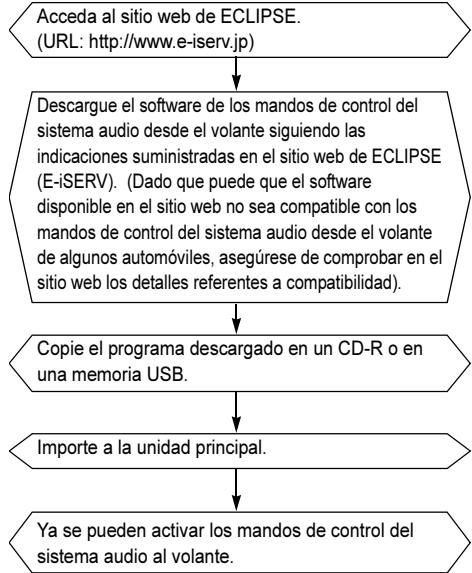 Acceda al sitio web de ECLIPSE.
(URL: http://www.e-iserv.jp)
Descargue el software de los mandos de control del
sistema audio desde el volante siguiendo las
indicaciones suministradas en el sitio web de ECLIPSE
(E-iSERV).  (Dado que puede que el software
disponible en el sitio web no sea compatible con los
mandos de control del sistema audio desde el volante
de algunos automóviles, asegúrese de comprobar en el
sitio web los detalles referentes a compatibilidad).
Copie el programa descargado en un CD-R o en
una memoria USB.
Importe a la unidad principal.
Ya se pueden activar los mandos de control del
sistema audio al volante.